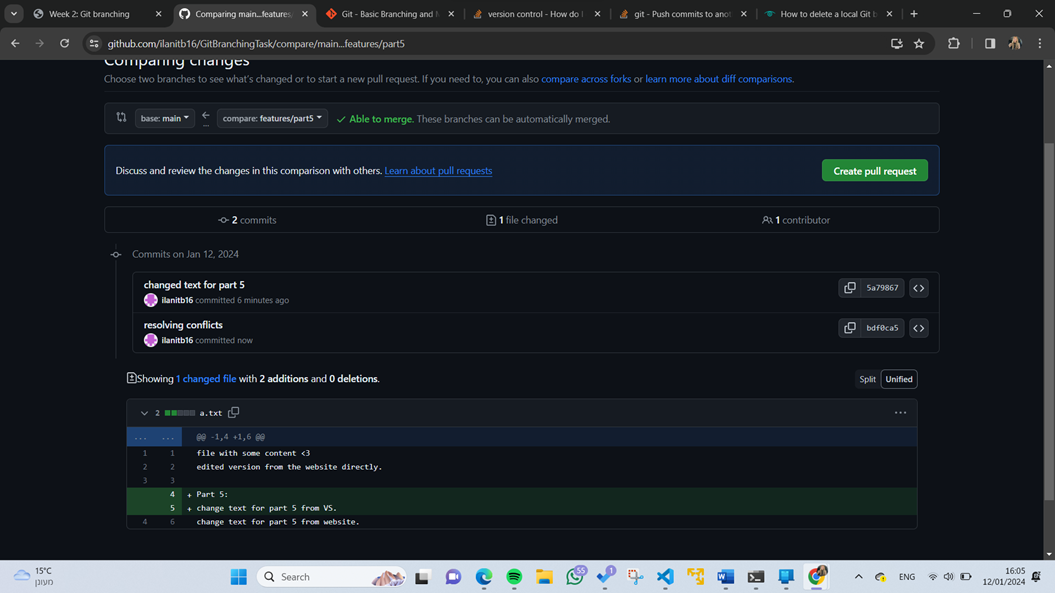 Week 2: Git branching
Comparing main...features
Git - Basic Branching and M
version control - How do I
git - Push commits to anot
How to delete a local Git b
github.com/ilanitb16/GitBranchingTask/compare/main...features/part5
Comparing changes
Choose two branches to see what's changed or to start a new pull request. If you need to, you can also compare across forks or learn more about diff comparisons.
base: main
...
compare: features/part5
Able to merge. These branches can be automatically merged.
Discuss and review the changes in this comparison with others. Learn about pull requests
Create pull request
2 commits
1 file changed
1 contributor
Commits on Jan 12, 2024
changed text for part 5
5a79867
ilanitb16 committed 6 minutes ago
resolving conflicts
bdf0ca5
ilanitb16 committed now
Showing 1 changed file with 2 additions and 0 deletions.
Split Unified
2 a.txt
... ... @@ -1,4 +1,6 @@
1 1 file with some content <3
2 2 edited version from the website directly.
3 3
4 + Part 5:
5 + change text for part 5 from VS.
4 6 change text for part 5 from website.
15°C
מעונן
Search
55
1
ENG
16:05
12/01/2024